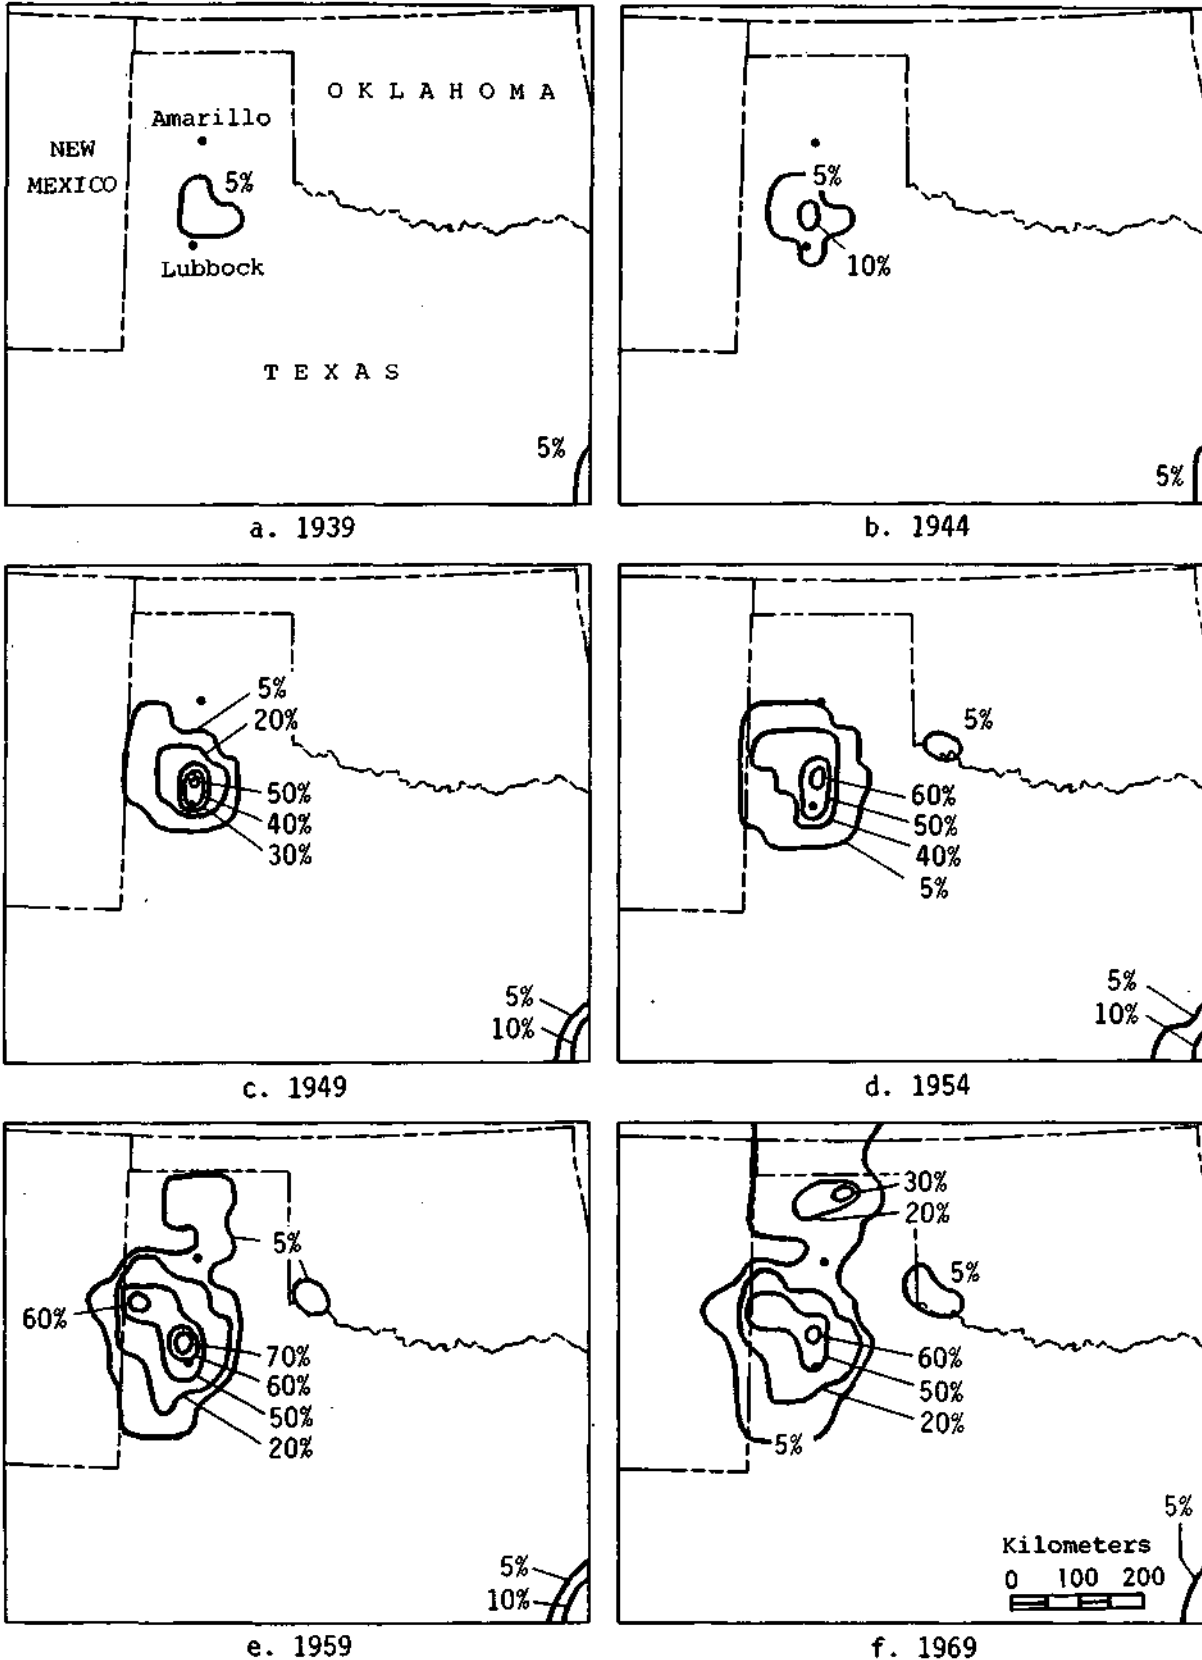 OKLAHOMA
Amarillo
NEW
MEXICO
5%
Lubbock
TEXAS
5%
a. 1939
5%
10%
5%
b. 1944
5%
20%
50%
40%
30%
5%
10%
c. 1949
5%
60%
50%
40%
5%
5%
10%
d. 1954
5%
60%
70%
60%
50%
20%
5%
10%
e. 1959
30%
20%
5%
60%
50%
20%
5%
5%
Kilometers
0 100 200
f. 1969